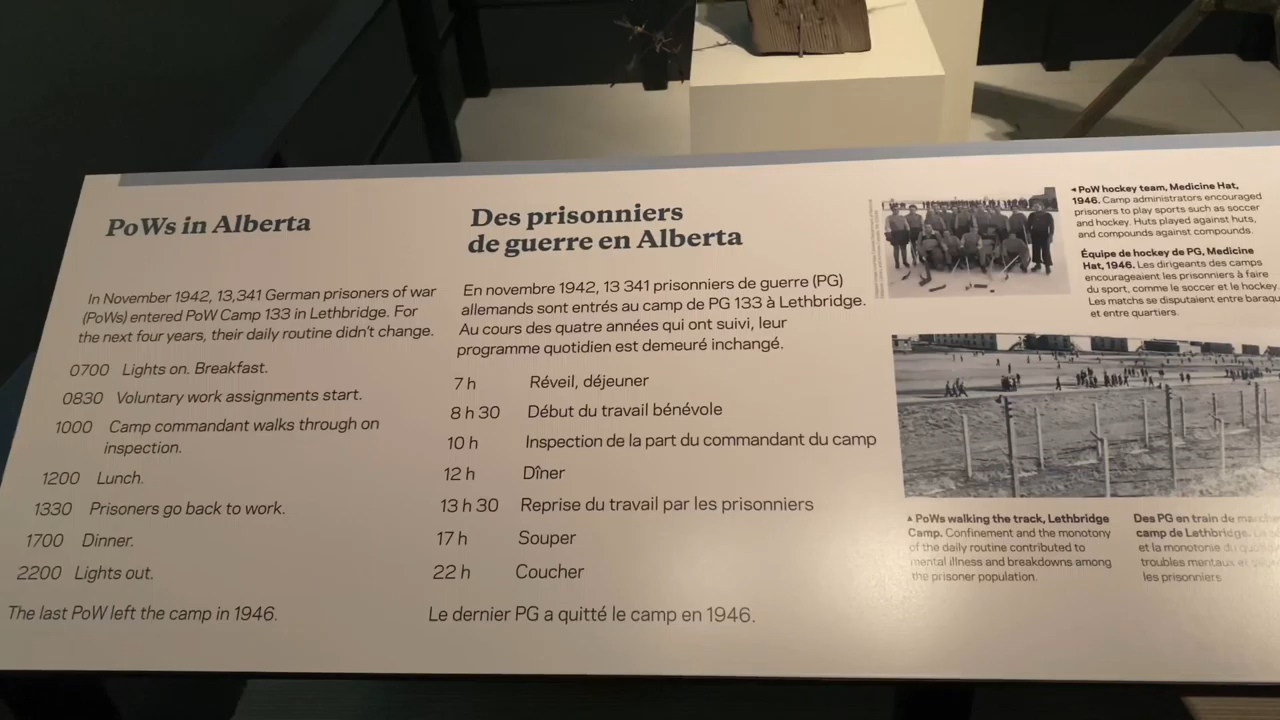 PoWs in Alberta
In November 1942, 13,341 German prisoners of war
(PoWs) entered PoW Camp 133 in Lethbridge. For
the next four years, their daily routine didn't change.
0700 Lights on. Breakfast.
0830 Voluntary work assignments start.
1000 Camp commandant walks through on
inspection.
1200 Lunch.
1330 Prisoners go back to work.
1700 Dinner.
2200 Lights out.
The last PoW left the camp in 1946.
Des prisonniers
de guerre en Alberta
En novembre 1942, 13 341 prisonniers de guerre (PG)
allemands sont entrés au camp de PG 133 à Lethbridge.
Au cours des quatre années qui ont suivi, leur
programme quotidien est demeuré inchangé.
7 h Réveil, déjeuner
8 h 30 Début du travail bénévole
10 h Inspection de la part du commandant du camp
12 h Dîner
13 h 30 Reprise du travail par les prisonniers
17 h Souper
22 h Coucher
Le dernier PG a quitté le camp en 1946.
◂ PoW hockey team, Medicine Hat,
1946. Camp administrators encouraged
prisoners to play sports such as soccer
and hockey. Huts played against huts,
and compounds against compounds.
Équipe de hockey de PG, Medicine
Hat, 1946. Les dirigeants des camps
encourageaient les prisonniers à faire
du sport, comme le soccer et le hockey.
Les matchs se disputaient entre baraqu
et entre quartiers.
▴ PoWs walking the track, Lethbridge
Camp. Confinement and the monotony
of the daily routine contributed to
mental illness and breakdowns among
the prisoner population.
Des PG en train de
camp de Lethbridge.
et la monotonie du
troubles mentaux et
les prisonniers